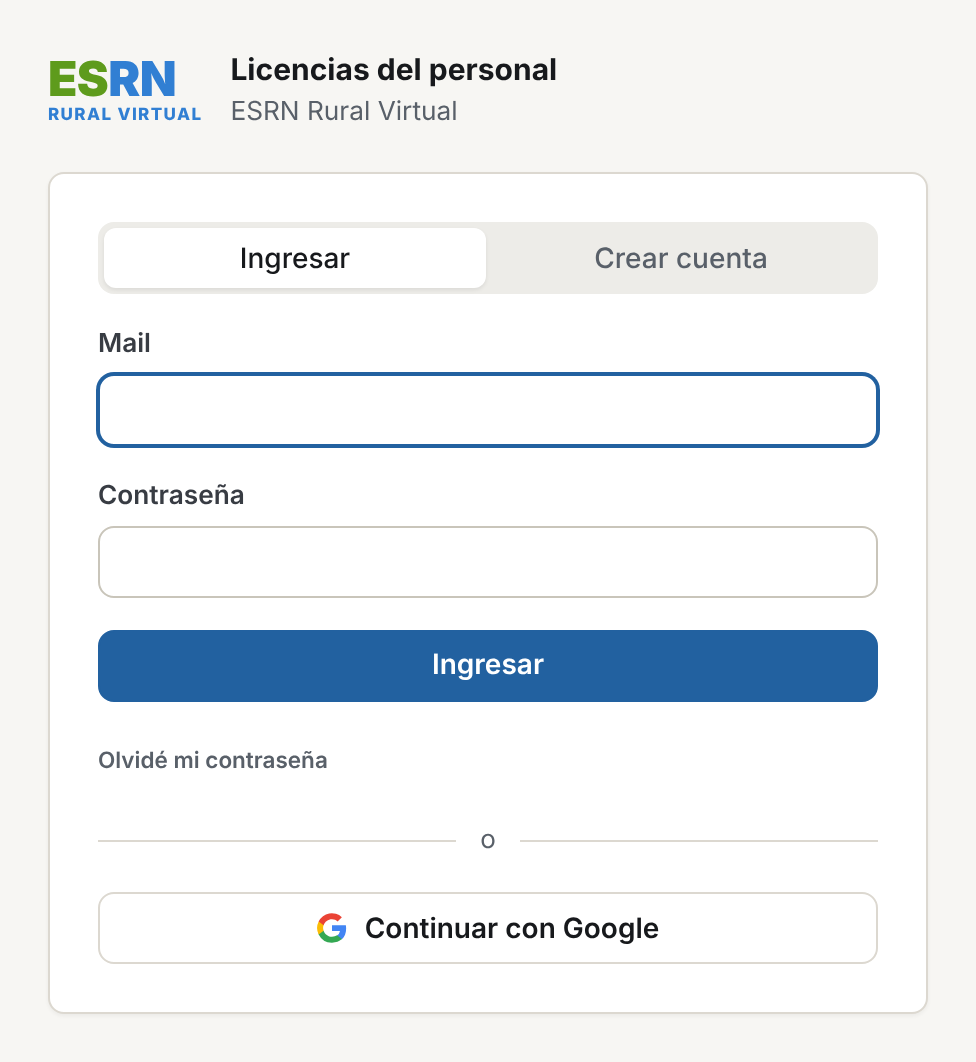 ESRN
RURAL VIRTUAL
Licencias del personal
ESRN Rural Virtual
Ingresar
Crear cuenta
Mail
Contraseña
Ingresar
Olvidé mi contraseña
o
Continuar con Google